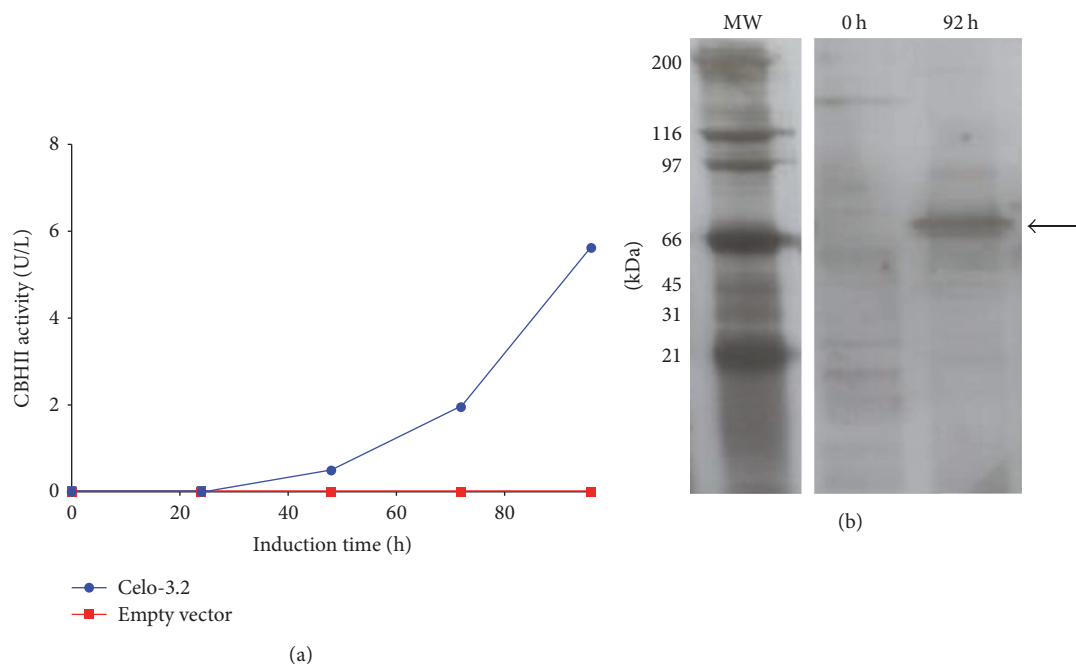 CBHII activity (U/L)
8
6
4
2
0
0 20 40 60 80
Induction time (h)
Celo-3.2
Empty vector
(a)
MW 0 h 92 h
(kDa)
200
116
97
66
45
31
21
(b)